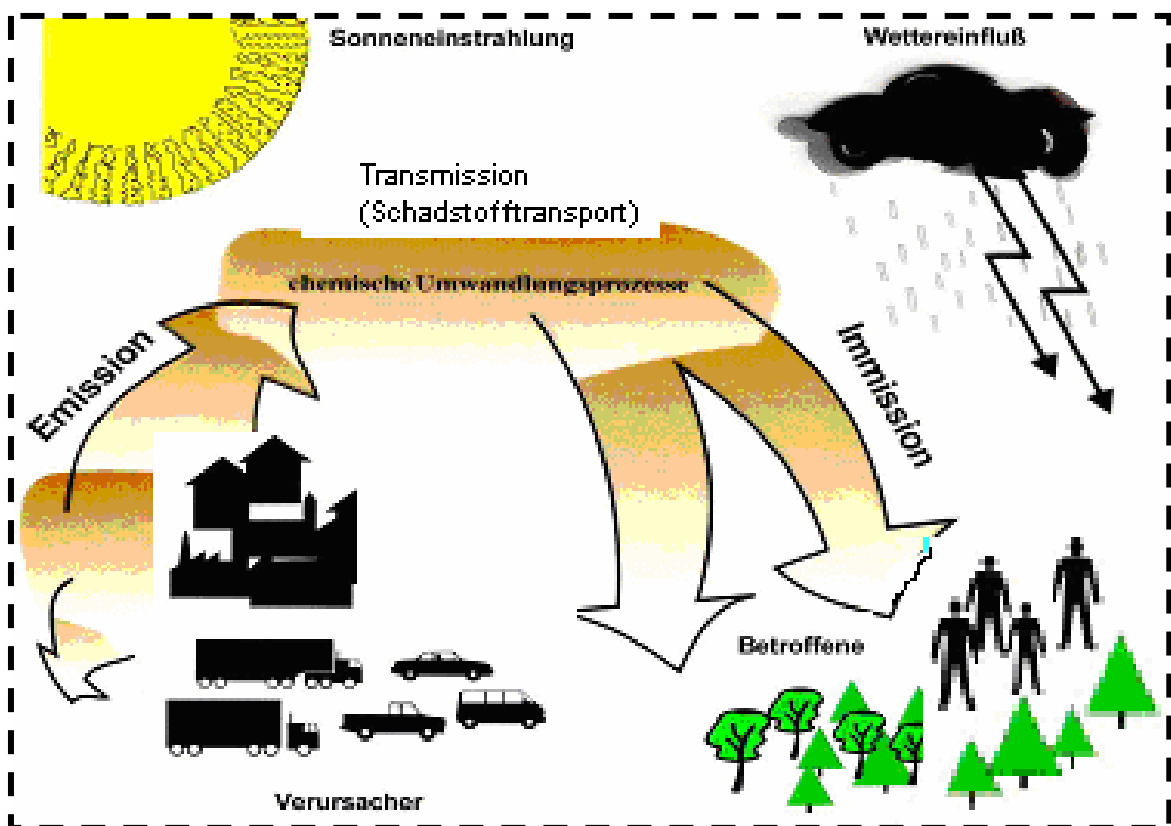 Sonneneinstrahlung
Wettereinfluß
Transmission
(Schadstofftransport)
chemische Umwandlungsprozesse
Emission
Immission
Betroffene
Verursacher